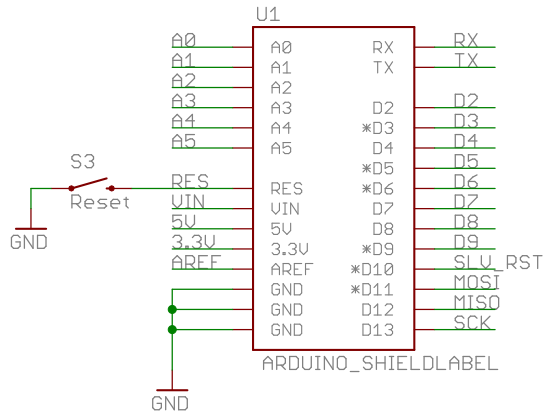 U1
A0 A0 RX RX
A1 A1 TX TX
A2 A2
A3 A3 D2 D2
A4 A4 *D3 D3
A5 A5 D4 D4
*D5 D5
S3
RES RES *D6 D6
Reset
VIN VIN D7 D7
5V 5V D8 D8
GND
3.3V 3.3V *D9 D9
AREF AREF *D10 SLV_RST
GND *D11 MOSI
GND D12 MISO
GND D13 SCK
ARDUINO_SHIELDLABEL
GND